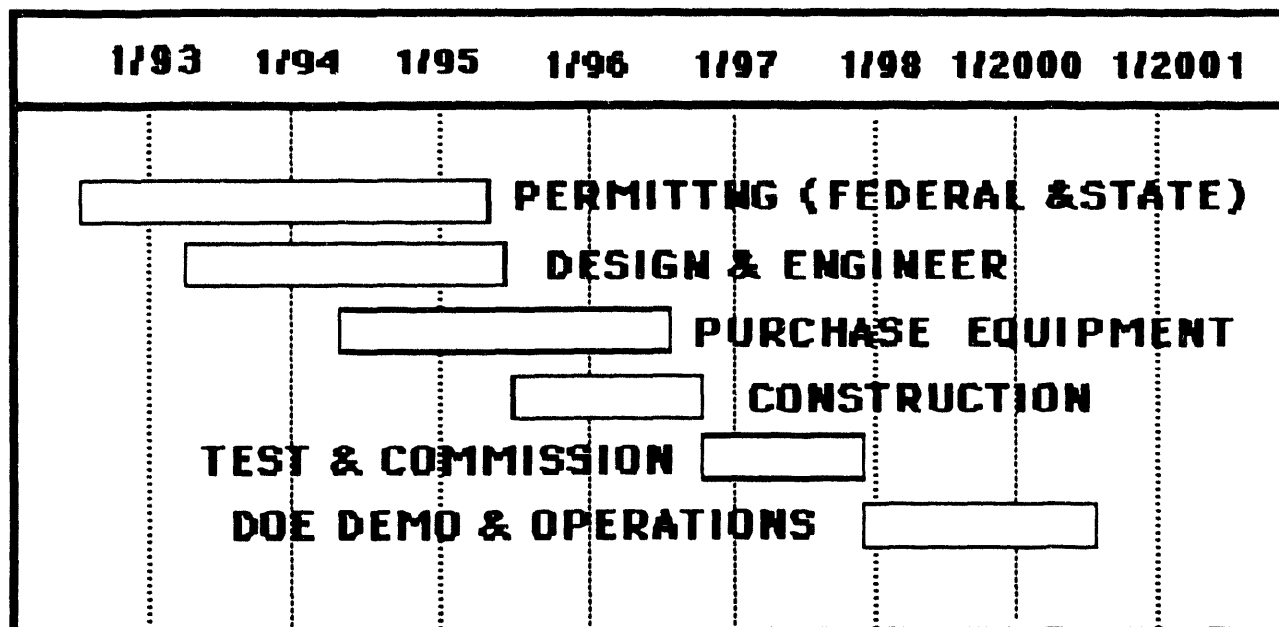 1/93 1/94 1/95 1/96 1/97 1/98 1/2000 1/2001
PERMITTNG (FEDERAL &STATE)
DESIGN & ENGINEER
PURCHASE EQUIPMENT
CONSTRUCTION
TEST & COMMISSION
DOE DEMO & OPERATIONS